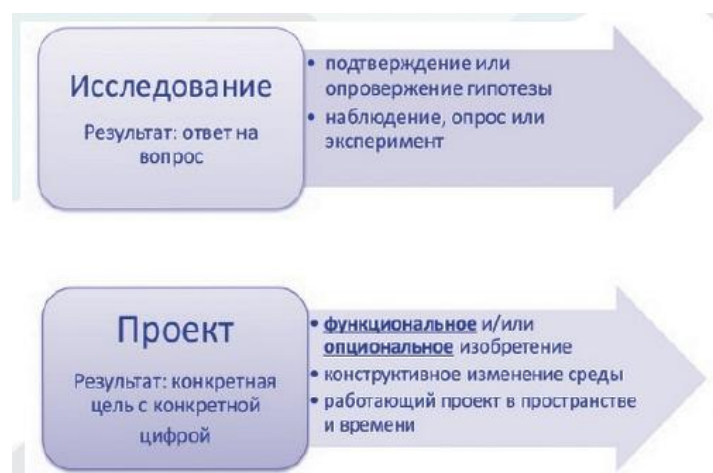 Исследование
Результат: ответ на
вопрос
• подтверждение или
опровержение гипотезы
• наблюдение, опрос или
эксперимент
Проект
Результат: конкретная
цель с конкретной
цифрой
• функциональное и/или
опциональное изобретение
• конструктивное изменение среды
• работающий проект в пространстве
и времени